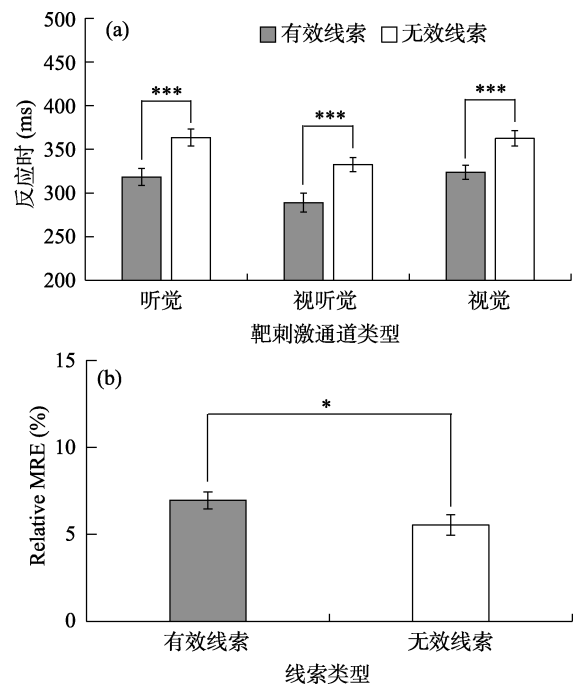 (a)
有效线索 无效线索
500
450
400
350
300
250
200
反应时 (ms)
*** *** ***
听觉 视听觉 视觉
靶刺激通道类型
(b)
15
10
5
0
Relative MRE (%)
*
有效线索 无效线索
线索类型